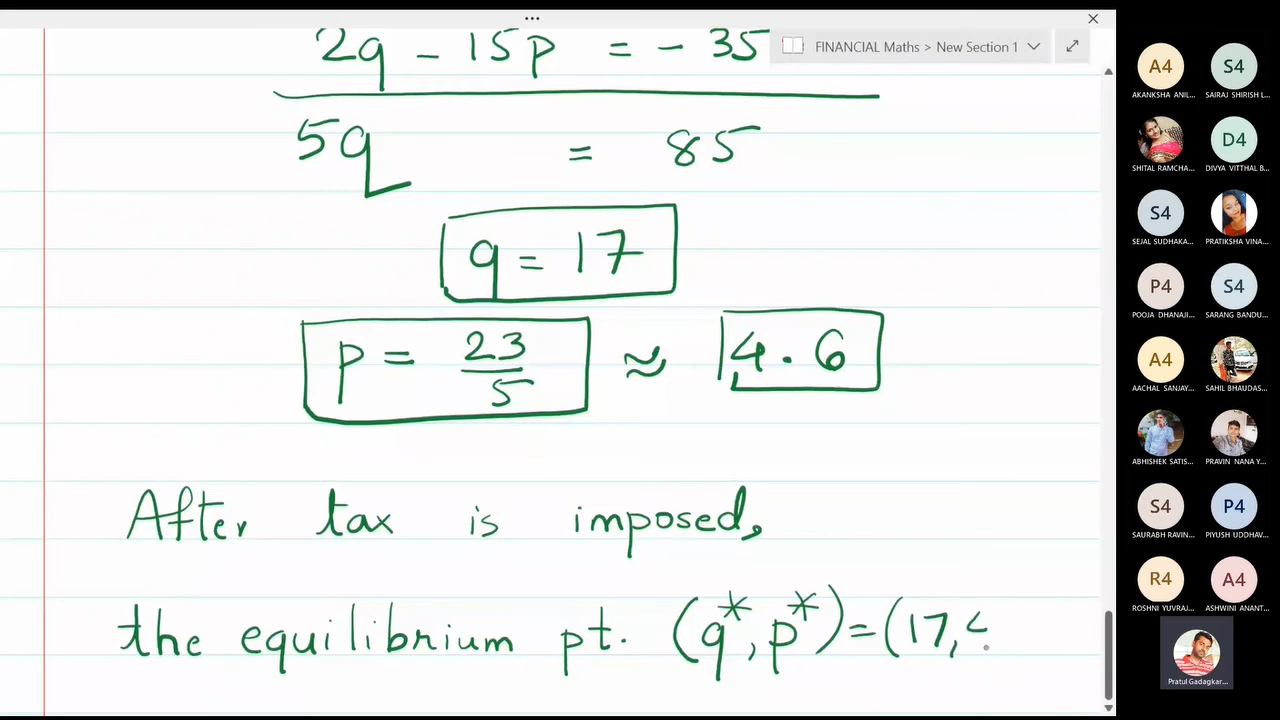 FINANCIAL Maths > New Section 1
2q - 15p = - 35
5q = 85
q = 17
p = 23/5 ≈ 4.6
After tax is imposed,
the equilibrium pt. (q*, p*) = (17,
A4
AKANKSHA ANIL...
S4
SAIRAJ SHIRISH L...
SHITAL RAMCHA...
D4
DIVYA VITTHAL B...
S4
SEJAL SUDHAKA...
PRATIKSHA VINA...
P4
POOJA DHANAJI...
S4
SARANG BANDU...
A4
AACHAL SANJAY...
SAHIL BHAUDAS...
ABHISHEK SATIS...
PRAVIN NANA Y...
S4
SAURABH RAVIN...
P4
PIYUSH UDDHAV...
R4
ROSHNI YUVRAJ...
A4
ASHWINI ANANT...
Pratul Gadagkar...